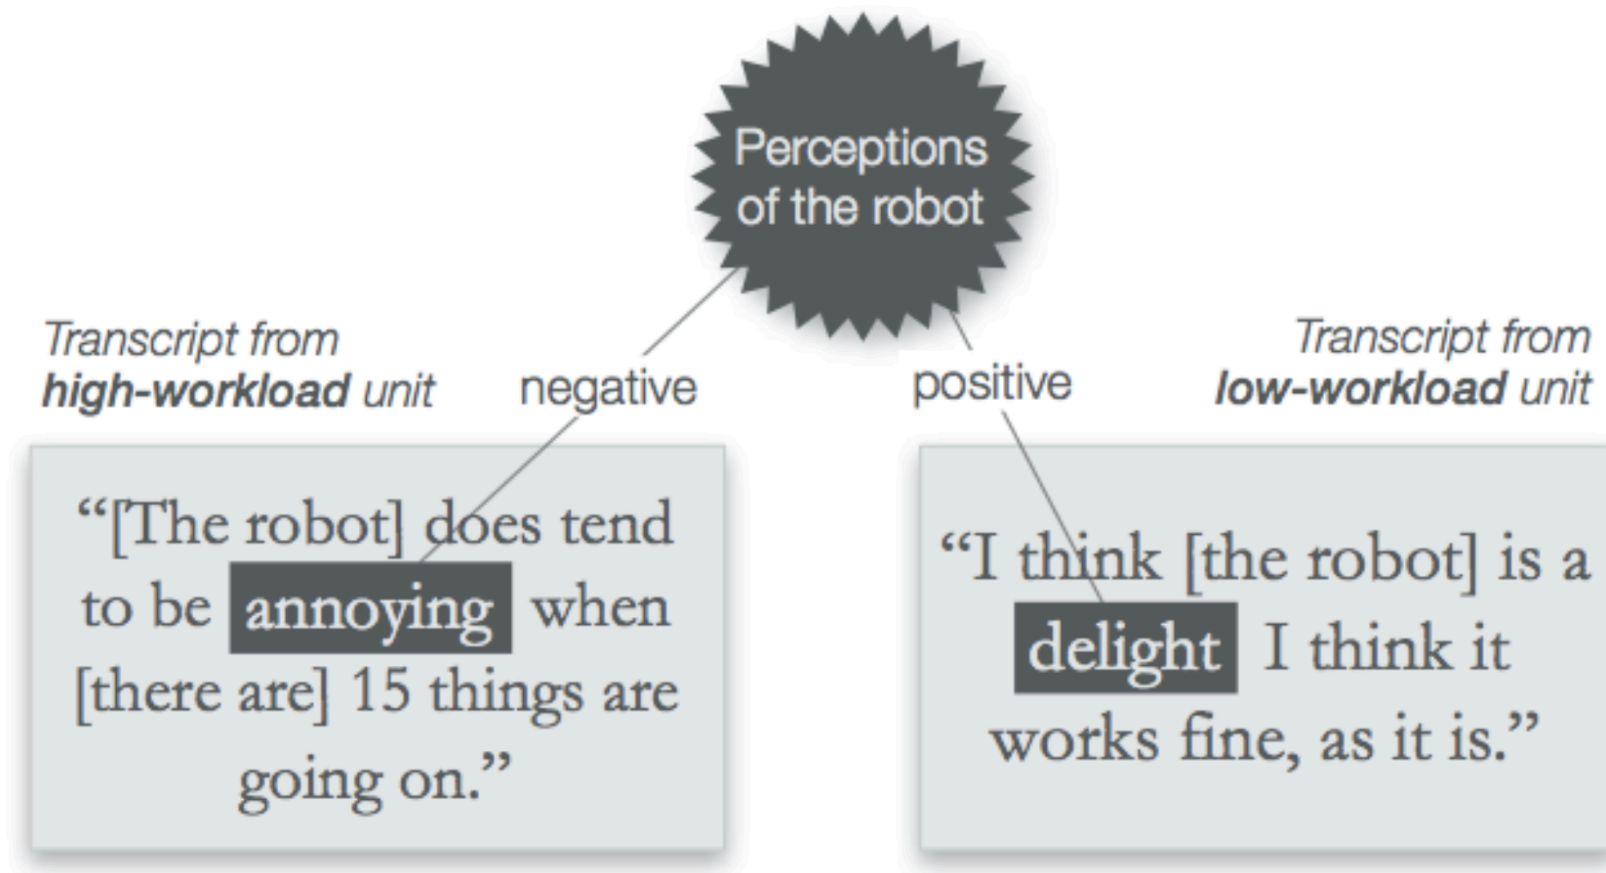 Perceptions
of the robot
Transcript from
high-workload unit
negative
positive
Transcript from
low-workload unit
“[The robot] does tend
to be annoying when
[there are] 15 things are
going on.”
“I think [the robot] is a
delight I think it
works fine, as it is.”